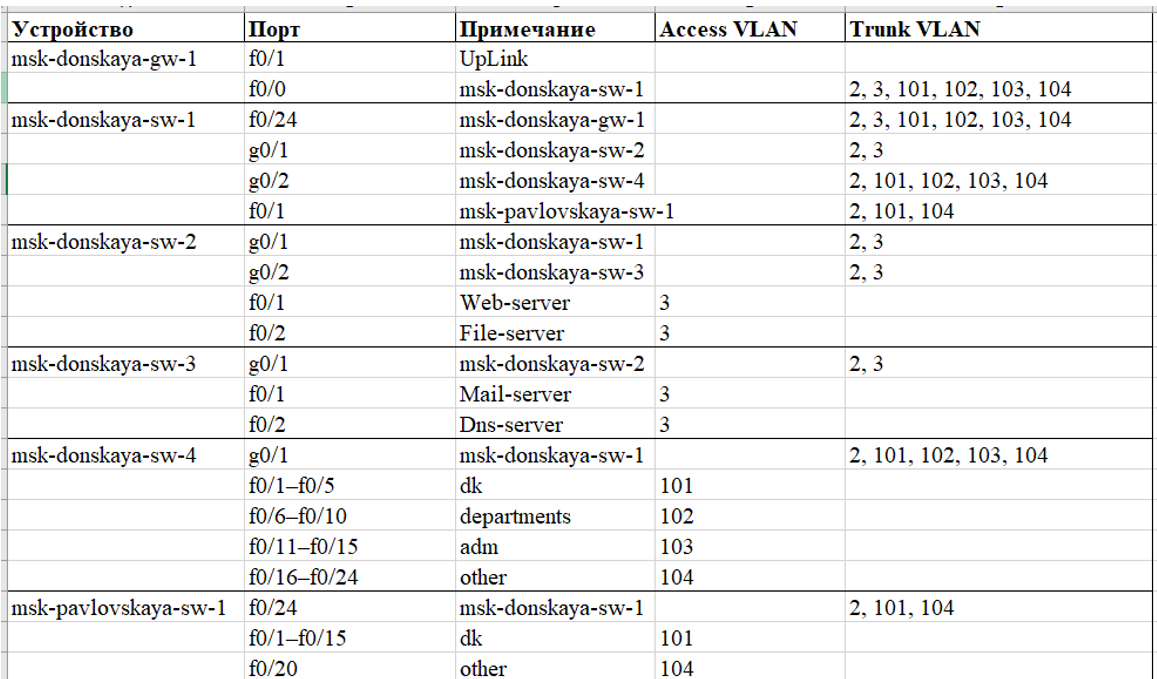 Устройство Порт Примечание Access VLAN Trunk VLAN
msk-donskaya-gw-1 f0/1 UpLink
f0/0 msk-donskaya-sw-1 2, 3, 101, 102, 103, 104
msk-donskaya-sw-1 f0/24 msk-donskaya-gw-1 2, 3, 101, 102, 103, 104
g0/1 msk-donskaya-sw-2 2, 3
g0/2 msk-donskaya-sw-4 2, 101, 102, 103, 104
f0/1 msk-pavlovskaya-sw-1 2, 101, 104
msk-donskaya-sw-2 g0/1 msk-donskaya-sw-1 2, 3
g0/2 msk-donskaya-sw-3 2, 3
f0/1 Web-server 3
f0/2 File-server 3
msk-donskaya-sw-3 g0/1 msk-donskaya-sw-2 2, 3
f0/1 Mail-server 3
f0/2 Dns-server 3
msk-donskaya-sw-4 g0/1 msk-donskaya-sw-1 2, 101, 102, 103, 104
f0/1–f0/5 dk 101
f0/6–f0/10 departments 102
f0/11–f0/15 adm 103
f0/16–f0/24 other 104
msk-pavlovskaya-sw-1 f0/24 msk-donskaya-sw-1 2, 101, 104
f0/1–f0/15 dk 101
f0/20 other 104